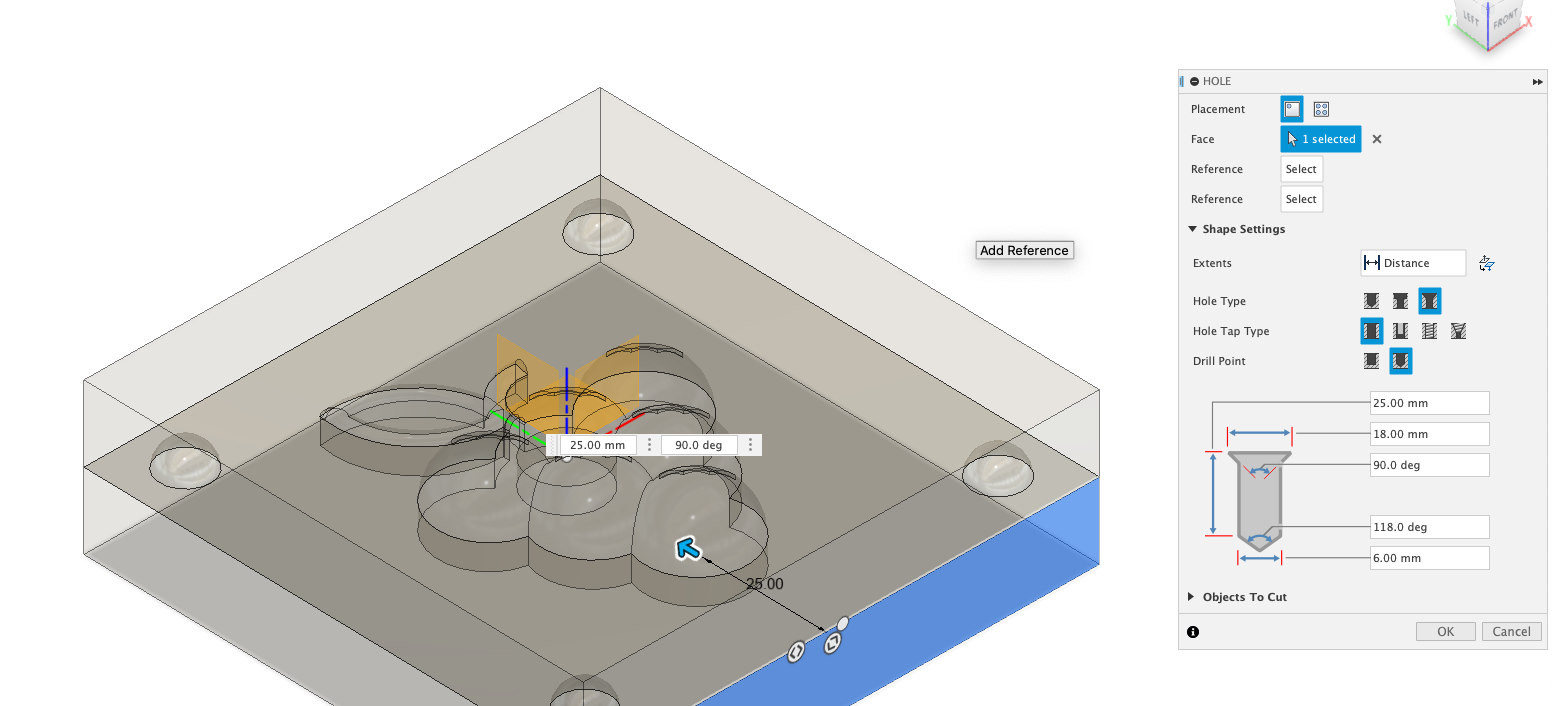 Y
LEFT
FRONT
X
HOLE
Placement
Face
1 selected
Reference
Select
Reference
Select
Shape Settings
Add Reference
Extents
Distance
Hole Type
Hole Tap Type
Drill Point
25.00 mm
18.00 mm
90.0 deg
118.0 deg
6.00 mm
25.00 mm
90.0 deg
25.00
Objects To Cut
OK
Cancel